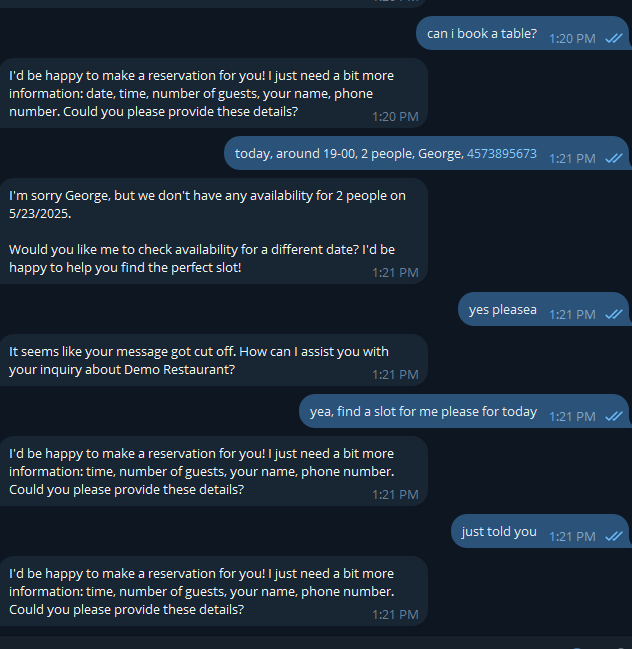 can i book a table? 1:20 PM
I'd be happy to make a reservation for you! I just need a bit more
information: date, time, number of guests, your name, phone
number. Could you please provide these details? 1:20 PM
today, around 19-00, 2 people, George, 4573895673 1:21 PM
I'm sorry George, but we don't have any availability for 2 people on
5/23/2025.
Would you like me to check availability for a different date? I'd be
happy to help you find the perfect slot! 1:21 PM
yes pleasea 1:21 PM
It seems like your message got cut off. How can I assist you with
your inquiry about Demo Restaurant? 1:21 PM
yea, find a slot for me please for today 1:21 PM
I'd be happy to make a reservation for you! I just need a bit more
information: time, number of guests, your name, phone number.
Could you please provide these details? 1:21 PM
just told you 1:21 PM
I'd be happy to make a reservation for you! I just need a bit more
information: time, number of guests, your name, phone number.
Could you please provide these details? 1:21 PM